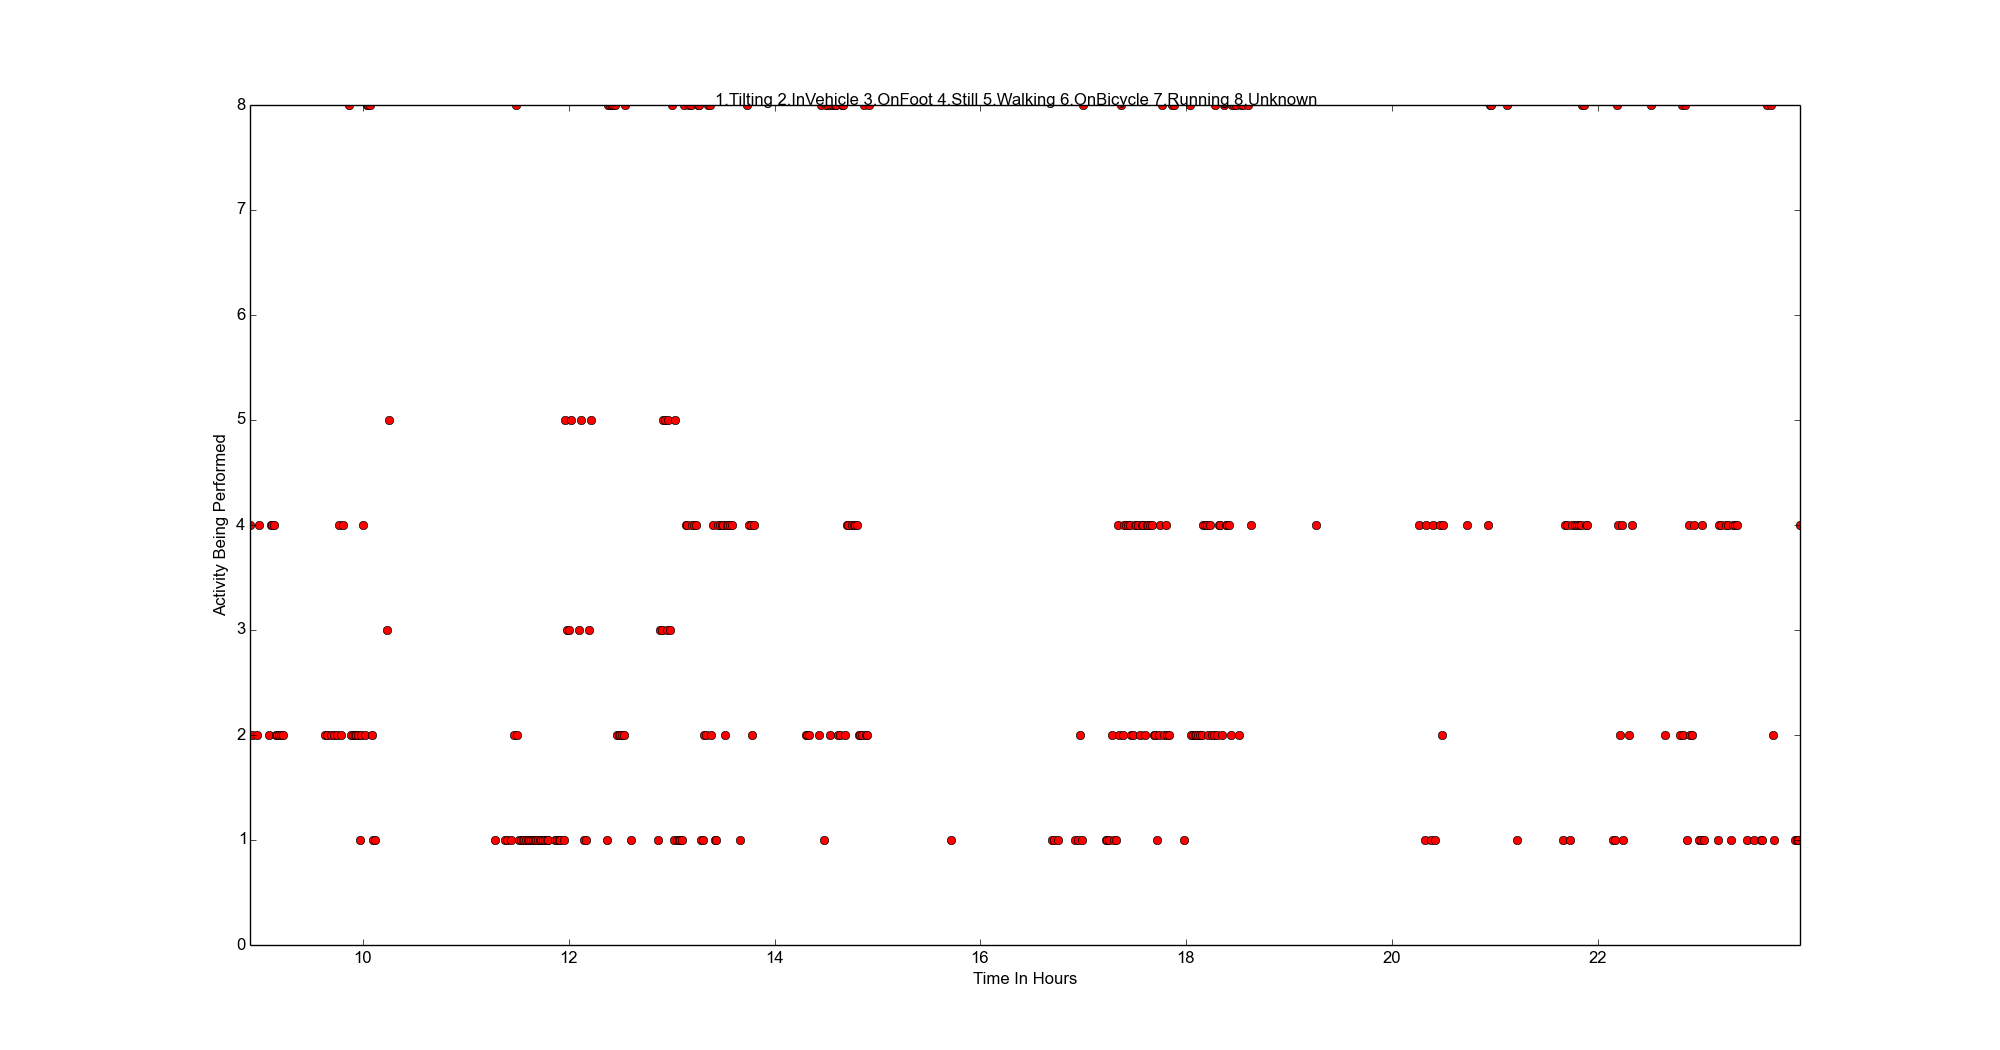 1.Tilting 2.InVehicle 3.OnFoot 4.Still 5.Walking 6.OnBicycle 7.Running 8.Unknown
8
7
6
5
4
3
2
1
0
Activity Being Performed
10 12 14 16 18 20 22
Time In Hours